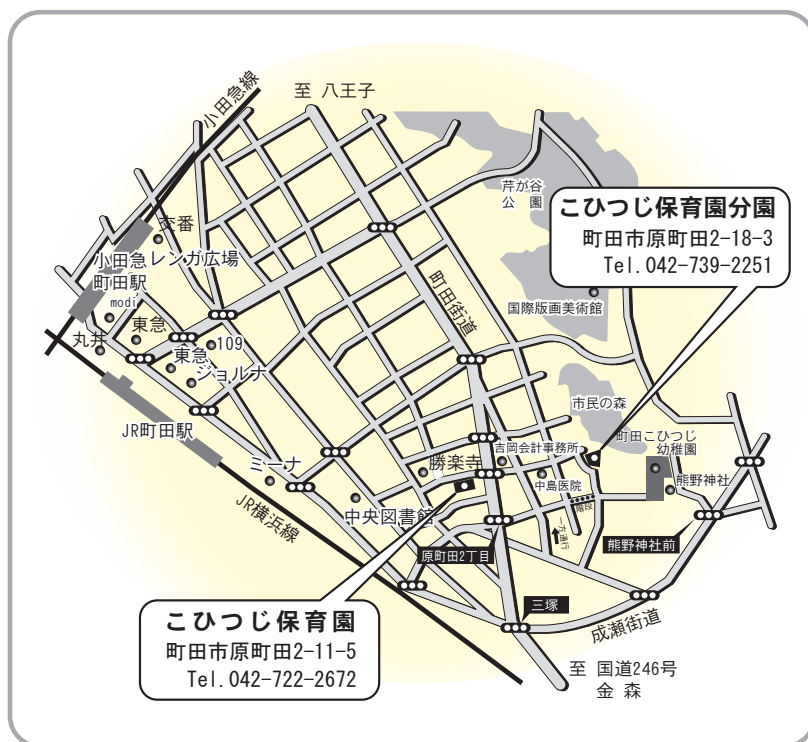 至 八王子
小田急線
芹が谷
公園
こひつじ保育園分園
町田市原町田2-18-3
Tel.042-739-2251
交番
小田急
町田駅
レンガ広場
modi
町田街道
国際版画美術館
丸井
東急
109
東急
ジョルナ
JR町田駅
市民の森
吉岡会計事務所
町田こひつじ
幼稚園
ミーナ
勝楽寺
中島医院
熊野神社
JR横浜線
中央図書館
階段
一方通行
原町田2丁目
熊野神社前
こひつじ保育園
町田市原町田2-11-5
Tel.042-722-2672
三塚
成瀬街道
至 国道246号
金 森